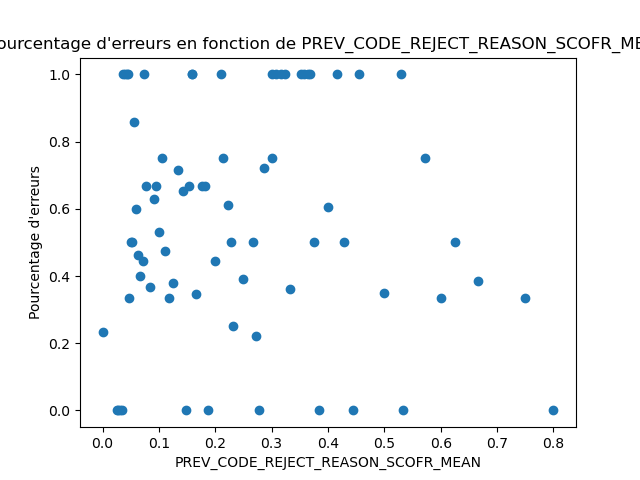 ourcentage d'erreurs en fonction de PREV_CODE_REJECT_REASON_SCOFR_ME
Pourcentage d'erreurs
1.0
0.8
0.6
0.4
0.2
0.0
0.0 0.1 0.2 0.3 0.4 0.5 0.6 0.7 0.8
PREV_CODE_REJECT_REASON_SCOFR_MEAN